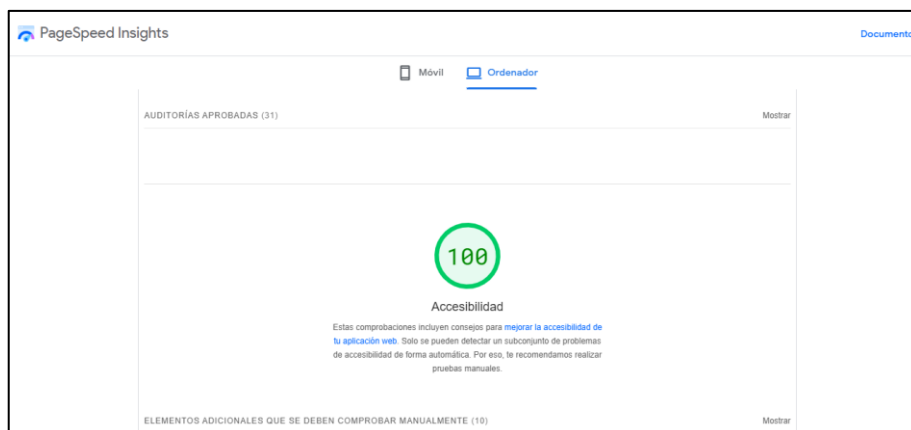 PageSpeed Insights
Documento
Móvil
Ordenador
AUDITORÍAS APROBADAS (31)
Mostrar
100
Accesibilidad
Estas comprobaciones incluyen consejos para mejorar la accesibilidad de
tu aplicación web. Solo se pueden detectar un subconjunto de problemas
de accesibilidad de forma automática. Por eso, te recomendamos realizar
pruebas manuales.
ELEMENTOS ADICIONALES QUE SE DEBEN COMPROBAR MANUALMENTE (10)
Mostrar